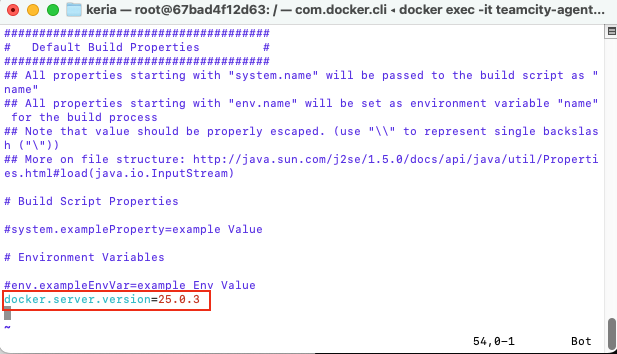 keria — root@67bad4f12d63: / — com.docker.cli ◂ docker exec -it teamcity-agent...
######################################
#   Default Build Properties         #
######################################
## All properties starting with "system.name" will be passed to the build script as "
name"
## All properties starting with "env.name" will be set as environment variable "name"
 for the build process
## Note that value should be properly escaped. (use "\\" to represent single backslas
h ("\"))
## More on file structure: http://java.sun.com/j2se/1.5.0/docs/api/java/util/Properti
es.html#load(java.io.InputStream)
# Build Script Properties
#system.exampleProperty=example Value
# Environment Variables
#env.exampleEnvVar=example Env Value
docker.server.version=25.0.3
~
54,0-1        Bot